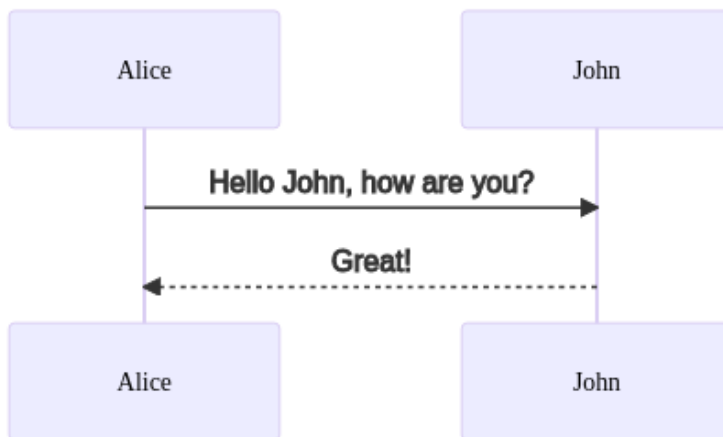 Alice
John
Hello John, how are you?
Great!
Alice
John